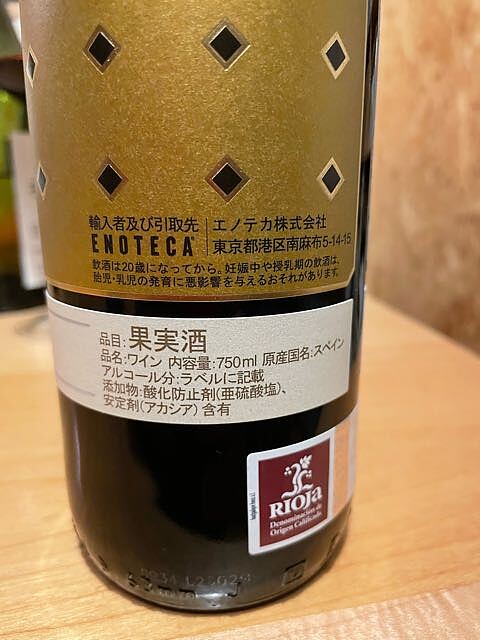 輸入者及び引取先
ENOTECA
エノテカ株式会社
東京都港区南麻布5-14-15
飲酒は20歳になってから。妊娠中や授乳期の飲酒は、
胎児・乳児の発育に悪影響を与えるおそれがあります。
品目:果実酒
品名:ワイン 内容量:750ml 原産国名:スペイン
アルコール分:ラベルに記載
添加物:酸化防止剤(亜硫酸塩)、
安定剤(アカシア)含有
RIOJa
Denominación de
Origen Calificada